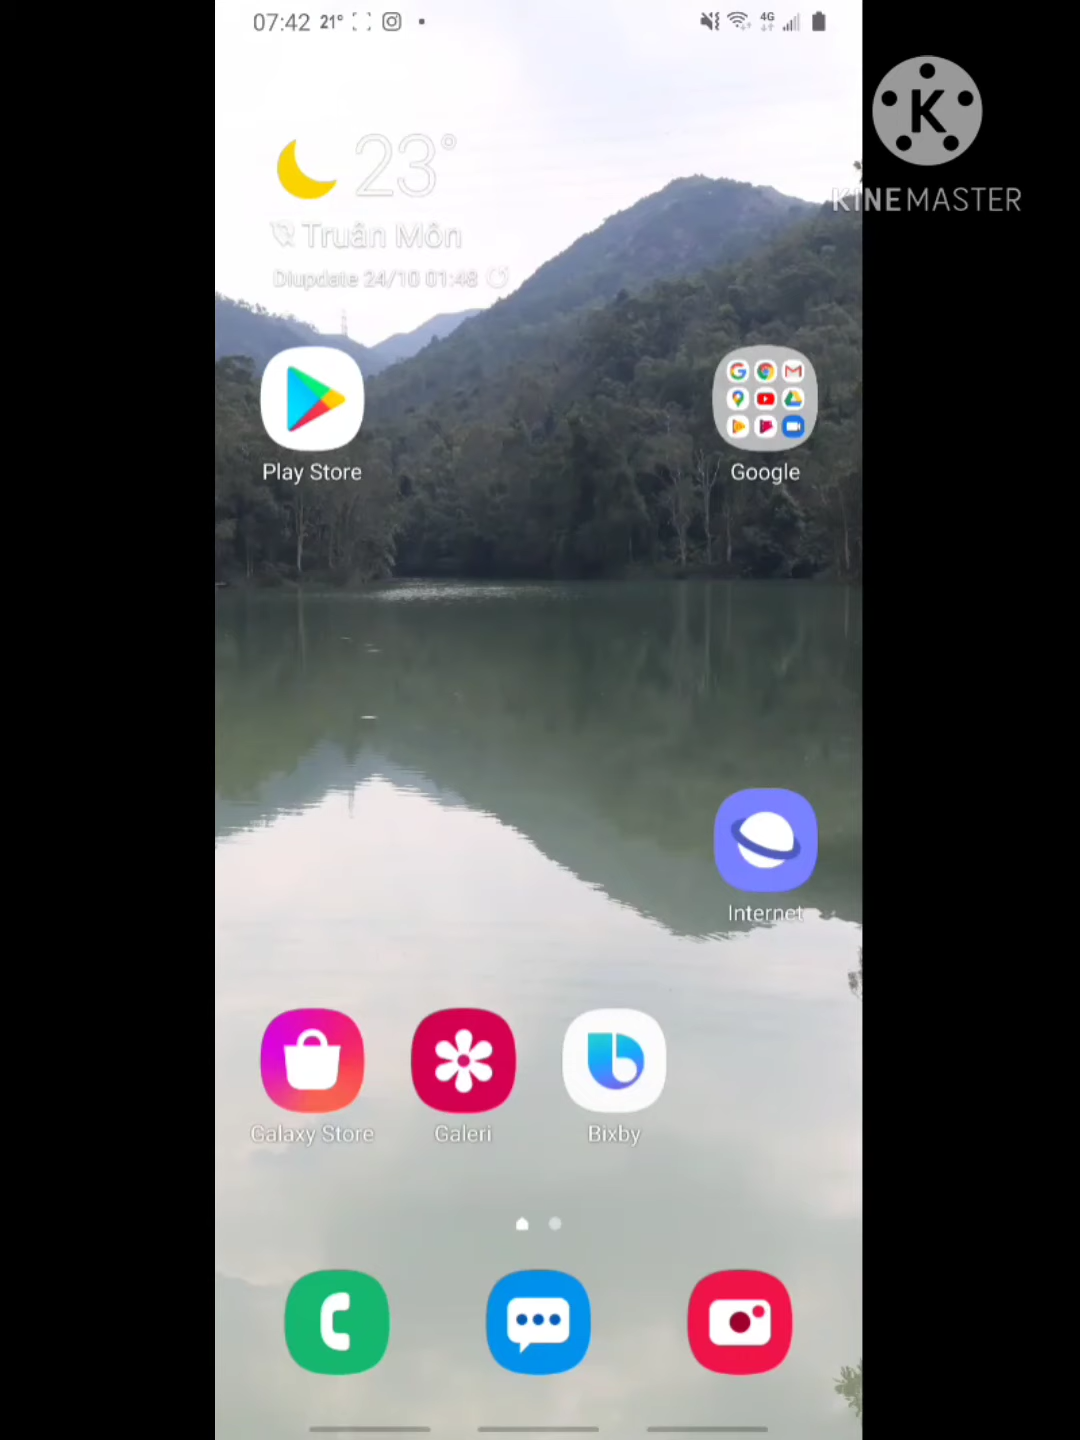 07:42 21° 4G
K
KINEMASTER
23°
Truân Môn
Diupdate 24/10 01:48
Play Store
Google
Internet
Galaxy Store Galeri Bixby